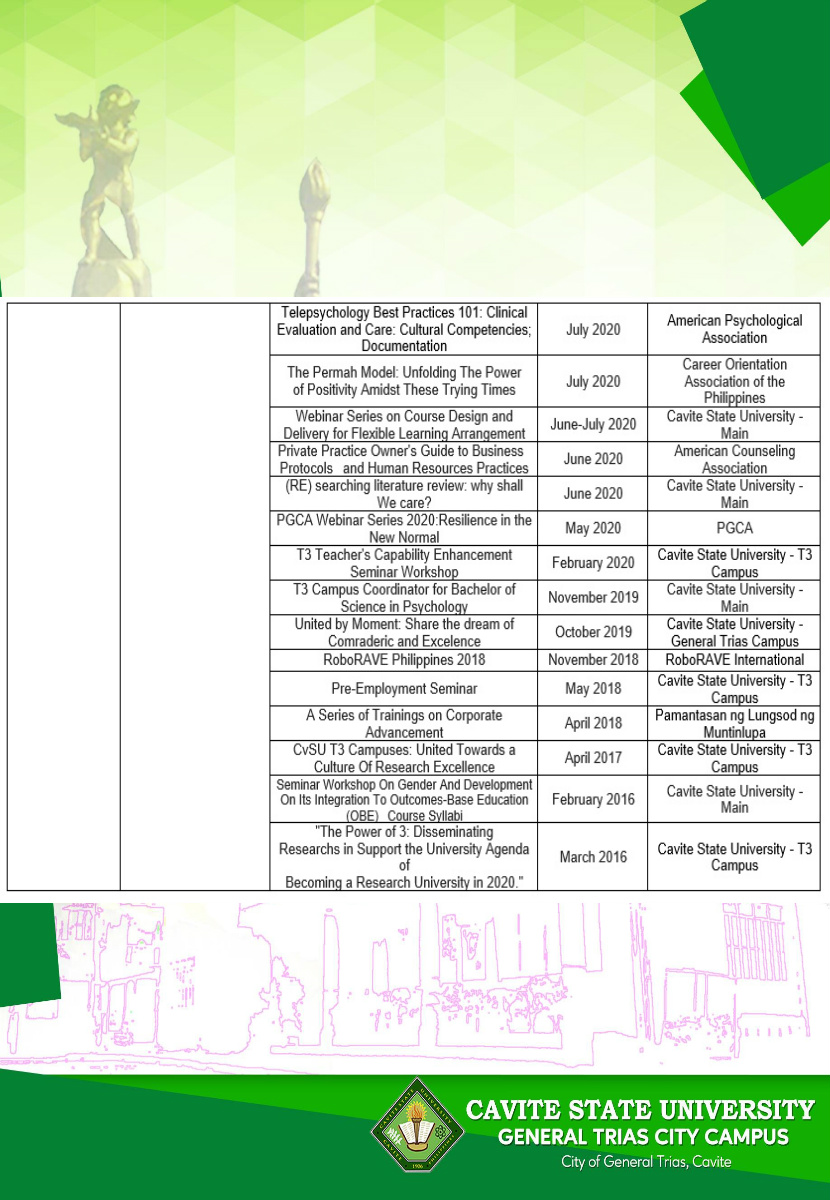 Telepsychology Best Practices 101: Clinical
Evaluation and Care: Cultural Competencies;
Documentation
July 2020
American Psychological
Association
The Permah Model: Unfolding The Power
of Positivity Amidst These Trying Times
July 2020
Career Orientation
Association of the
Philippines
Webinar Series on Course Design and
Delivery for Flexible Learning Arrangement
June-July 2020
Cavite State University -
Main
Private Practice Owner's Guide to Business
Protocols and Human Resources Practices
June 2020
American Counseling
Association
(RE) searching literature review: why shall
We care?
June 2020
Cavite State University -
Main
PGCA Webinar Series 2020:Resilience in the
New Normal
May 2020
PGCA
T3 Teacher's Capability Enhancement
Seminar Workshop
February 2020
Cavite State University - T3
Campus
T3 Campus Coordinator for Bachelor of
Science in Psychology
November 2019
Cavite State University -
Main
United by Moment: Share the dream of
Comraderic and Excelence
October 2019
Cavite State University -
General Trias Campus
RoboRAVE Philippines 2018
November 2018
RoboRAVE International
Pre-Employment Seminar
May 2018
Cavite State University - T3
Campus
A Series of Trainings on Corporate
Advancement
April 2018
Pamantasan ng Lungsod ng
Muntinlupa
CvSU T3 Campuses: United Towards a
Culture Of Research Excellence
April 2017
Cavite State University - T3
Campus
Seminar Workshop On Gender And Development
On Its Integration To Outcomes-Base Education
(OBE) Course Syllabi
February 2016
Cavite State University -
Main
"The Power of 3: Disseminating
Researchs in Support the University Agenda
of
Becoming a Research University in 2020."
March 2016
Cavite State University - T3
Campus
CAVITE STATE UNIVERSITY
GENERAL TRIAS CITY CAMPUS
City of General Trias, Cavite
1906